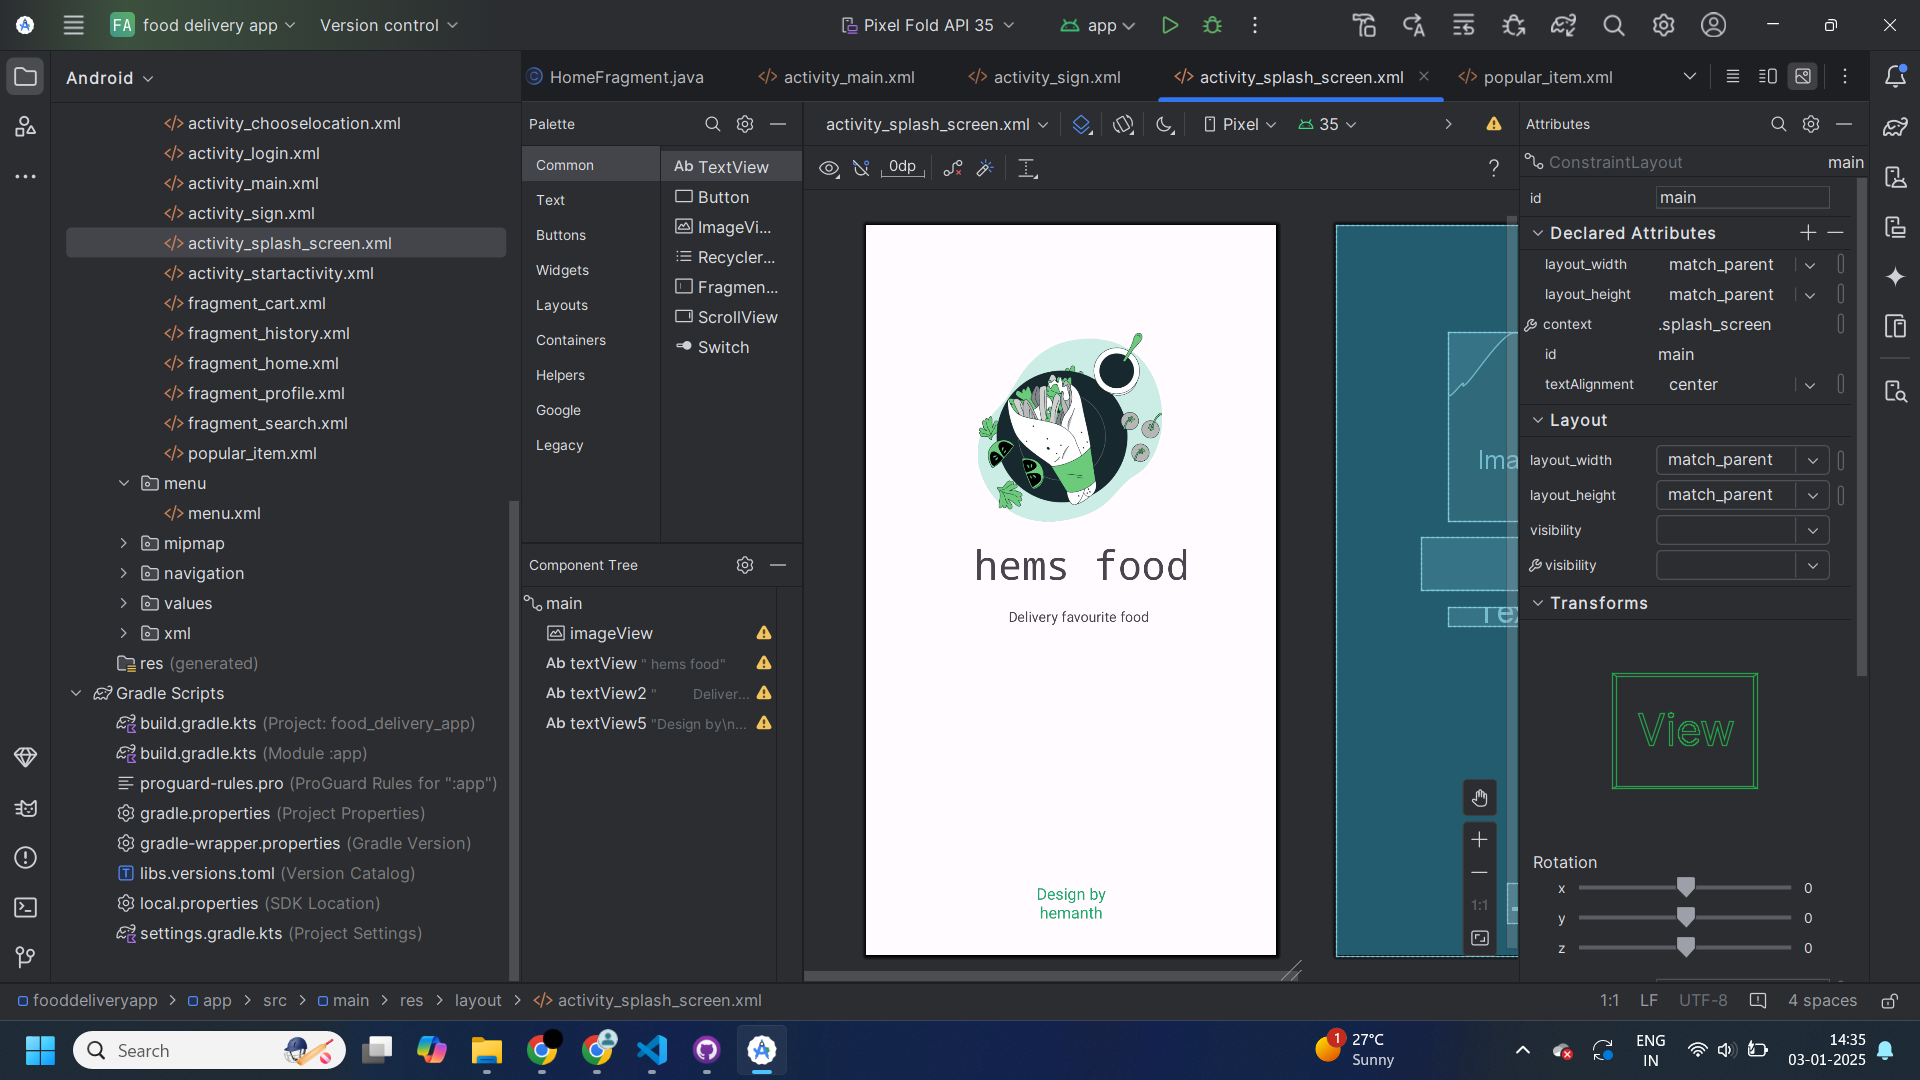 FA food delivery app
Version control
Pixel Fold API 35
app
Android
HomeFragment.java
activity_main.xml
activity_sign.xml
activity_splash_screen.xml
popular_item.xml
activity_chooselocation.xml
activity_login.xml
activity_main.xml
activity_sign.xml
activity_splash_screen.xml
activity_startactivity.xml
fragment_cart.xml
fragment_history.xml
fragment_home.xml
fragment_profile.xml
fragment_search.xml
popular_item.xml
menu
menu.xml
mipmap
navigation
values
xml
res (generated)
Gradle Scripts
build.gradle.kts (Project: food_delivery_app)
build.gradle.kts (Module :app)
proguard-rules.pro (ProGuard Rules for ":app")
gradle.properties (Project Properties)
gradle-wrapper.properties (Gradle Version)
libs.versions.toml (Version Catalog)
local.properties (SDK Location)
settings.gradle.kts (Project Settings)
Palette
Common
Text
Buttons
Widgets
Layouts
Containers
Helpers
Google
Legacy
Ab TextView
Button
ImageVi...
Recycler...
Fragmen...
ScrollView
Switch
Component Tree
main
imageView
Ab textView " hems food"
Ab textView2 " Deliver...
Ab textView5 "Design by\n...
activity_splash_screen.xml
Pixel
35
0dp
?
hems food
Delivery favourite food
Design by
hemanth
Ima
Tex
1:1
Attributes
ConstraintLayout
main
id
main
Declared Attributes
layout_width match_parent
layout_height match_parent
context .splash_screen
id main
textAlignment center
Layout
layout_width match_parent
layout_height match_parent
visibility
visibility
Transforms
View
Rotation
x 0
y 0
z 0
fooddeliveryapp > app > src > main > res > layout > activity_splash_screen.xml
1:1 LF UTF-8 4 spaces
Search
1
27°C
Sunny
ENG
IN
14:35
03-01-2025